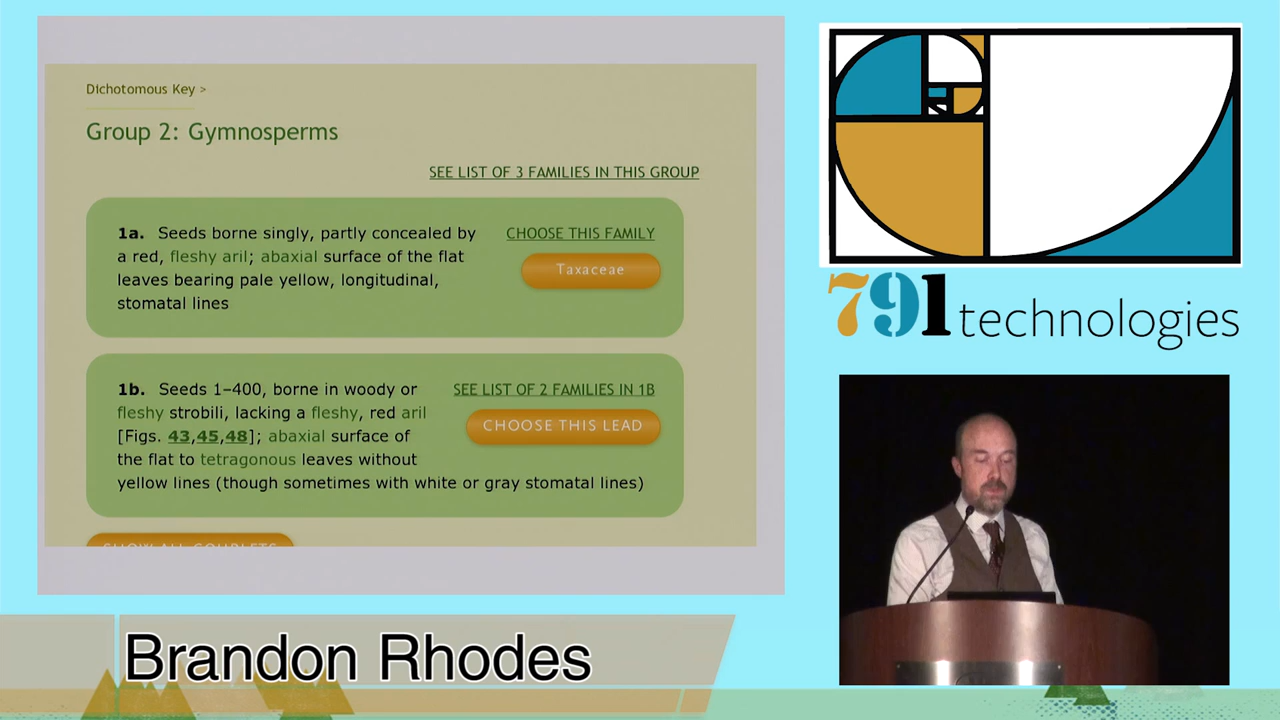 Dichotomous Key >
Group 2: Gymnosperms
SEE LIST OF 3 FAMILIES IN THIS GROUP
1a. Seeds borne singly, partly concealed by
a red, fleshy aril; abaxial surface of the flat
leaves bearing pale yellow, longitudinal,
stomatal lines
CHOOSE THIS FAMILY
Taxaceae
1b. Seeds 1–400, borne in woody or
fleshy strobili, lacking a fleshy, red aril
[Figs. 43,45,48]; abaxial surface of
the flat to tetragonous leaves without
yellow lines (though sometimes with white or gray stomatal lines)
SEE LIST OF 2 FAMILIES IN 1B
CHOOSE THIS LEAD
SHOW ALL COUPLETS
791 technologies
Brandon Rhodes